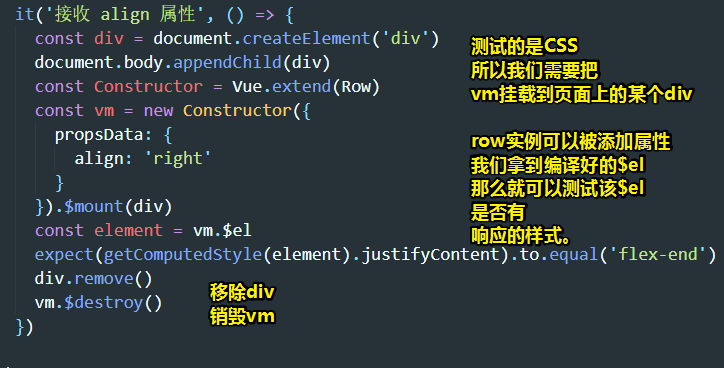 it('接收 align 属性', () => {
const div = document.createElement('div')
document.body.appendChild(div)
const Constructor = Vue.extend(Row)
const vm = new Constructor({
propsData: {
align: 'right'
}
}).$mount(div)
const element = vm.$el
expect(getComputedStyle(element).justifyContent).to.equal('flex-end')
div.remove()
vm.$destroy()
})
测试的是CSS
所以我们需要把
vm挂载到页面上的某个div
row实例可以被添加属性
我们拿到编译好的$el
那么就可以测试该$el
是否有
响应的样式。
移除div
销毁vm